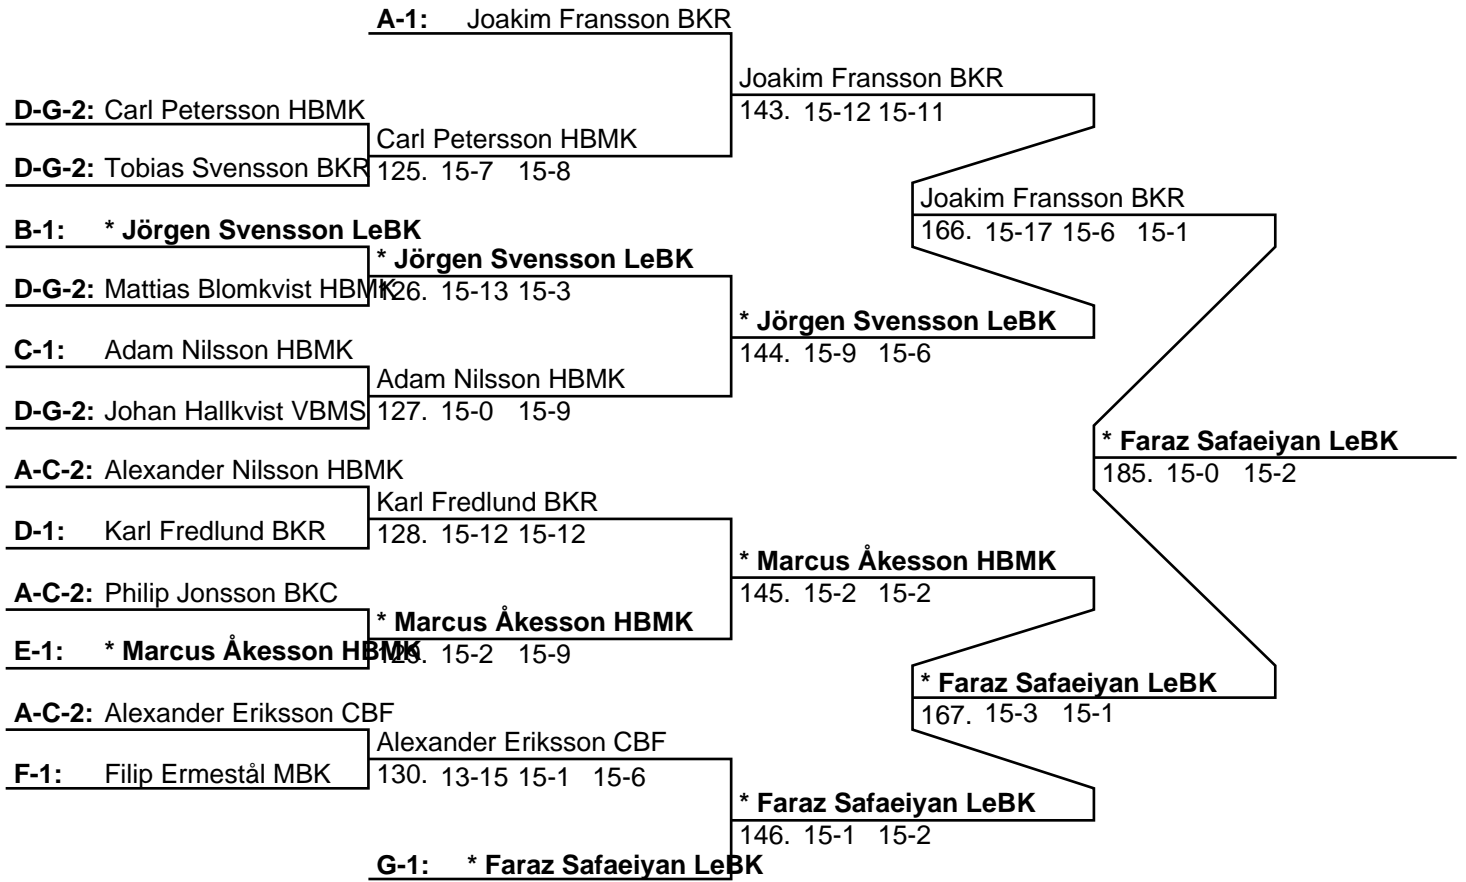 A-1: Joakim Fransson BKR
Joakim Fransson BKR
143. 15-12 15-11
D-G-2: Carl Petersson HBMK
Carl Petersson HBMK
125. 15-7 15-8
D-G-2: Tobias Svensson BKR
Joakim Fransson BKR
166. 15-17 15-6 15-1
B-1: * Jörgen Svensson LeBK
* Jörgen Svensson LeBK
126. 15-13 15-3
D-G-2: Mattias Blomkvist HBMK
* Jörgen Svensson LeBK
144. 15-9 15-6
C-1: Adam Nilsson HBMK
Adam Nilsson HBMK
127. 15-0 15-9
D-G-2: Johan Hallkvist VBMS
* Faraz Safaeiyan LeBK
185. 15-0 15-2
A-C-2: Alexander Nilsson HBMK
Karl Fredlund BKR
128. 15-12 15-12
D-1: Karl Fredlund BKR
* Marcus Åkesson HBMK
145. 15-2 15-2
A-C-2: Philip Jonsson BKC
* Marcus Åkesson HBMK
129. 15-2 15-9
E-1: * Marcus Åkesson HBMK
* Faraz Safaeiyan LeBK
167. 15-3 15-1
A-C-2: Alexander Eriksson CBF
Alexander Eriksson CBF
130. 13-15 15-1 15-6
F-1: Filip Ermestål MBK
* Faraz Safaeiyan LeBK
146. 15-1 15-2
G-1: * Faraz Safaeiyan LeBK